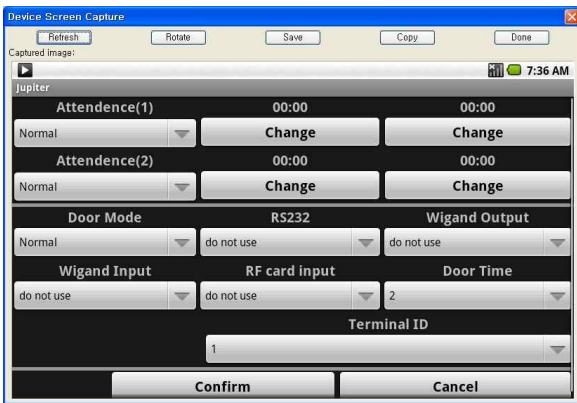 Device Screen Capture
Refresh Rotate Save Copy Done
Captured image:
7:36 AM
Jupiter
Attendence(1) 00:00 00:00
Normal Change Change
Attendence(2) 00:00 00:00
Normal Change Change
Door Mode RS232 Wigand Output
Normal do not use do not use
Wigand Input RF card input Door Time
do not use do not use 2
Terminal ID
1
Confirm Cancel